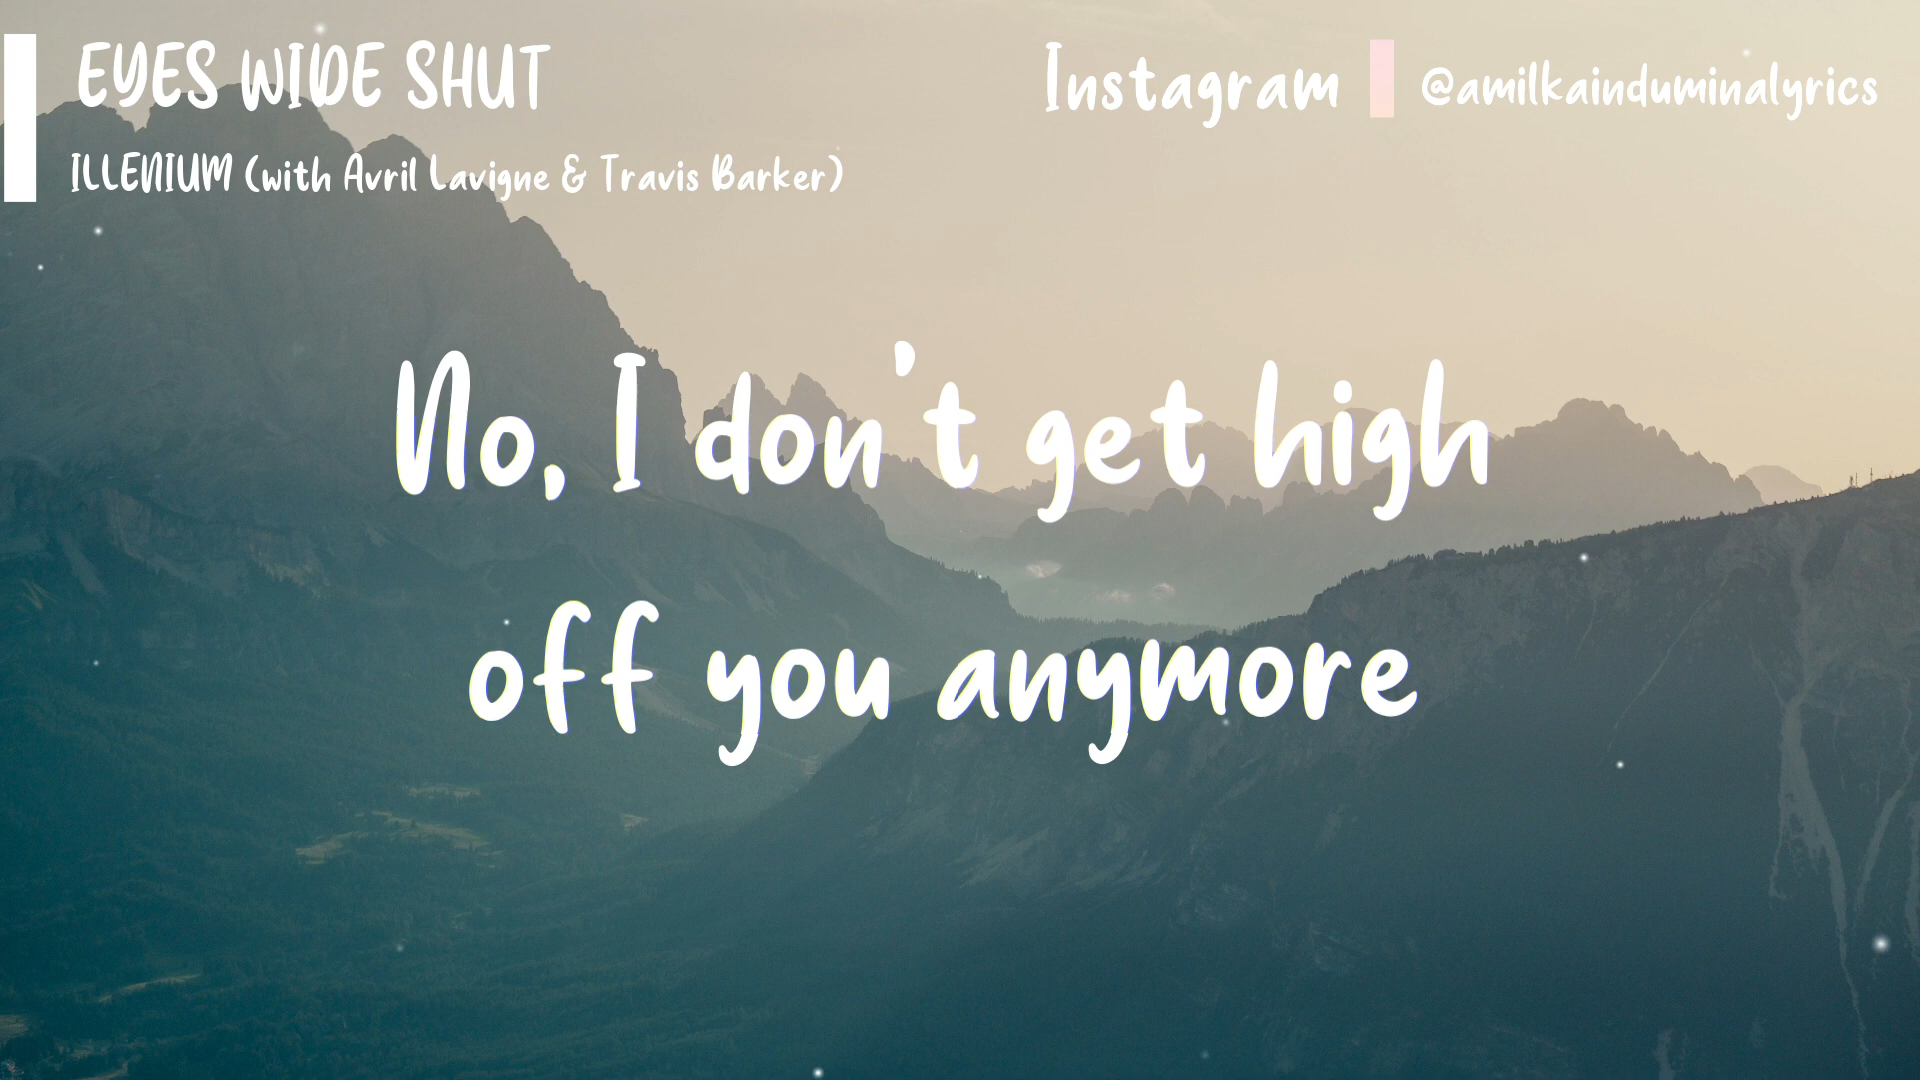 EYES WIDE SHUT
ILLENIUM (with Avril Lavigne & Travis Barker)
Instagram
@amilkainduminalyrics
No, I don't get high
off you anymore